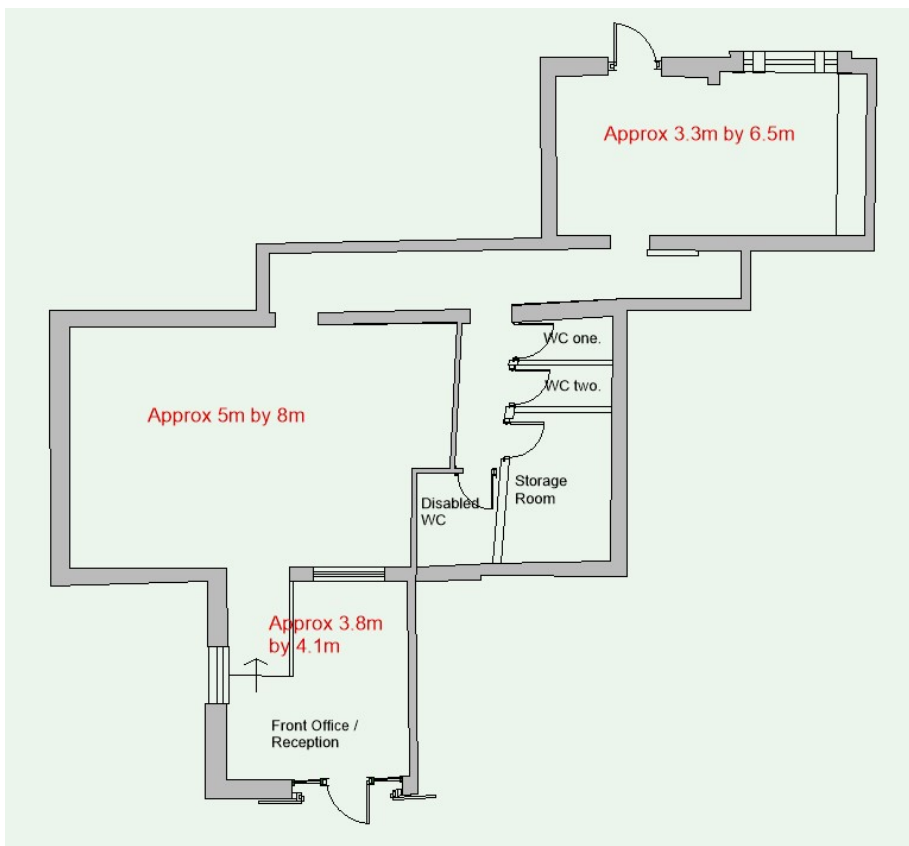 Approx 3.3m by 6.5m
WC one.
WC two.
Approx 5m by 8m
Storage
Room
Disabled
WC
Approx 3.8m
by 4.1m
Front Office /
Reception